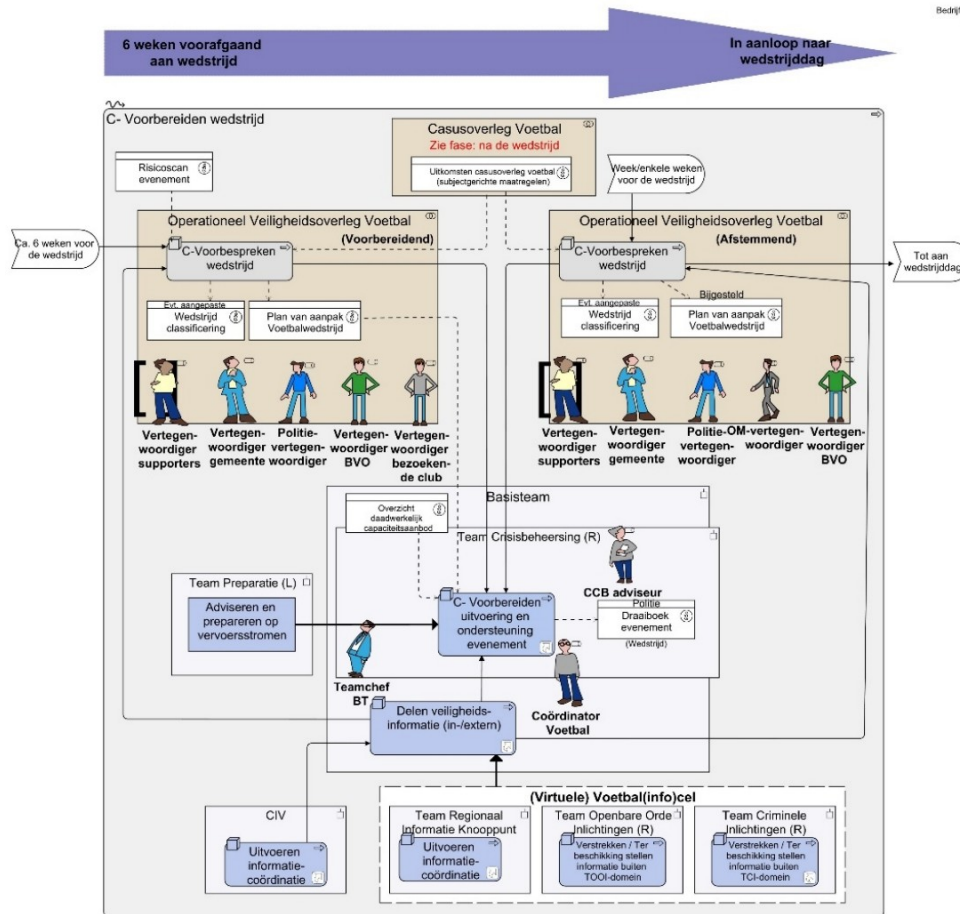 Bedrijf
6 weken voorafgaand
aan wedstrijd
In aanloop naar
wedstrijddag
C- Voorbereiden wedstrijd
Casusoverleg Voetbal
Zie fase: na de wedstrijd
Uitkomsten casusoverleg voetbal
(subjectgerichte maatregelen)
Risicoscan
evenement
Week/enkele weken
voor de wedstrijd
Ca. 6 weken voor
de wedstrijd
Operationeel Veiligheidsoverleg Voetbal
(Voorbereidend)
C-Voorbespreken
wedstrijd
Evt. aangepaste
Wedstrijd
classificering
Plan van aanpak
Voetbalwedstrijd
Vertegen-
woordiger
supporters
Vertegen-
woordiger
gemeente
Politie-
vertegen-
woordiger
Vertegen-
woordiger
BVO
Vertegen-
woordiger
bezoeken-
de club
Operationeel Veiligheidsoverleg Voetbal
(Afstemmend)
C-Voorbespreken
wedstrijd
Evt. aangepaste
Wedstrijd
classificering
Bijgesteld
Plan van aanpak
Voetbalwedstrijd
Tot aan
wedstrijddag
Vertegen-
woordiger
supporters
Vertegen-
woordiger
gemeente
Politie-
vertegen-
woordiger
OM-vertegen-
woordiger
Vertegen-
woordiger
BVO
Basisteam
Overzicht
daadwerkelijk
capaciteitsaanbod
Team Crisisbeheersing (R)
CCB adviseur
Team Preparatie (L)
Adviseren en
prepareren op
vervoersstromen
C- Voorbereiden
uitvoering en
ondersteuning
evenement
Politie
Draaiboek
evenement
(Wedstrijd)
Teamchef
BT
Coördinator
Voetbal
Delen veiligheids-
informatie (in-/extern)
(Virtuele) Voetbal(info)cel
CIV
Uitvoeren
informatie-
coördinatie
Team Regionaal
Informatie Knooppunt
Uitvoeren
informatie-
coördinatie
Team Openbare Orde
Inlichtingen (R)
Verstrekken / Ter
beschikking stellen
informatie builen
TOOI-domein
Team Criminele
Inlichtingen (R)
Verstrekken / Ter
beschikking stellen
informatie builen
TCI-domein